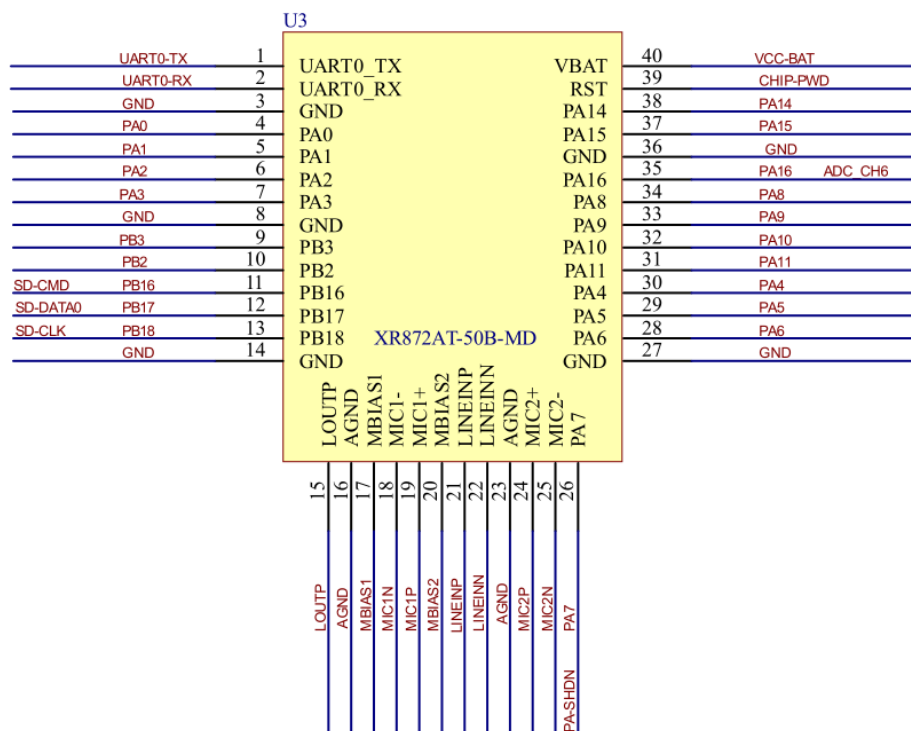 U3
UART0-TX 1 UART0_TX VBAT 40 VCC-BAT
UART0-RX 2 UART0_RX RST 39 CHIP-PWD
GND 3 GND PA14 38 PA14
PA0 4 PA0 PA15 37 PA15
PA1 5 PA1 GND 36 GND
PA2 6 PA2 PA16 35 PA16 ADC_CH6
PA3 7 PA3 PA8 34 PA8
GND 8 GND PA9 33 PA9
PB3 9 PB3 PA10 32 PA10
PB2 10 PB2 PA11 31 PA11
SD-CMD PB16 11 PB16 PA4 30 PA4
SD-DATA0 PB17 12 PB17 PA5 29 PA5
SD-CLK PB18 13 PB18 XR872AT-50B-MD PA6 28 PA6
GND 14 GND GND 27 GND
LOUTP 15 LOUTP
AGND 16 AGND
MBIAS1 17 MBIAS1
MIC1- 18 MIC1N
MIC1+ 19 MIC1P
MBIAS2 20 MBIAS2
LINEINP 21 LINEINP
LINEINN 22 LINEINN
AGND 23 AGND
MIC2+ 24 MIC2P
MIC2- 25 MIC2N
PA7 26 PA7 PA-SHDN